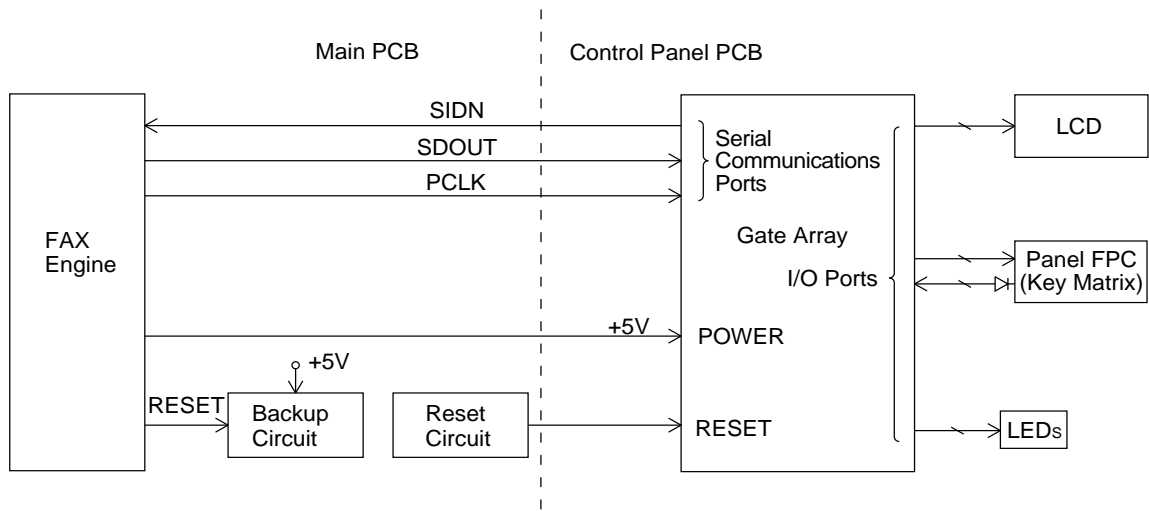 Main PCB
Control Panel PCB
SIDN
SDOUT
PCLK
Serial
Communications
Ports
LCD
FAX
Engine
Gate Array
I/O Ports
Panel FPC
(Key Matrix)
+5V
POWER
+5V
RESET
Backup
Circuit
Reset
Circuit
RESET
LEDs